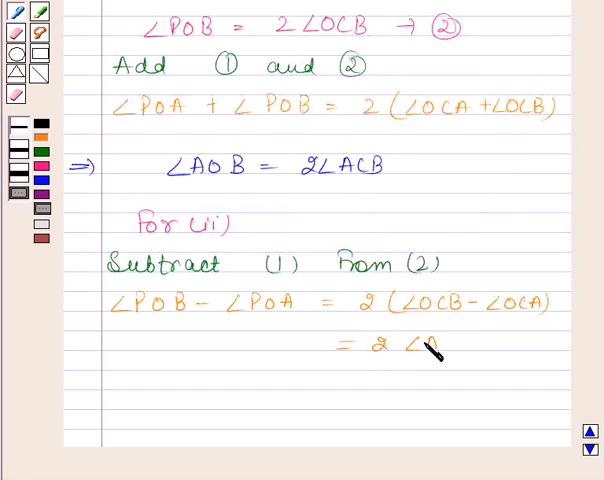 ∠POB = 2∠OCB → ②
Add ① and ②
∠POA + ∠POB = 2 (∠OCA + ∠OCB)
⇒ ∠AOB = 2∠ACB
For (ii)
Subtract (1) From (2)
∠POB - ∠POA = 2 (∠OCB - ∠OCA)
= 2 ∠A